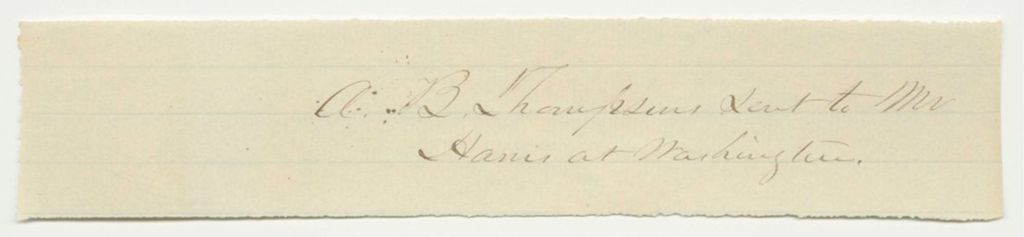 A. B. Thompsons sent to Mr
Harris at Washington.